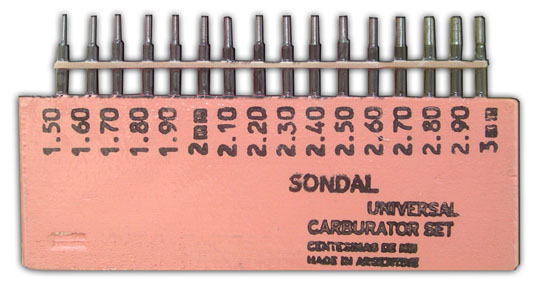 1.50 1.60 1.70 1.80 1.90 2mm 2.10 2.20 2.30 2.40 2.50 2.60 2.70 2.80 2.90 3mm
SONDAL
UNIVERSAL
CARBURATOR SET
CENTESIMAS DE MM
MADE IN ARGENTINE